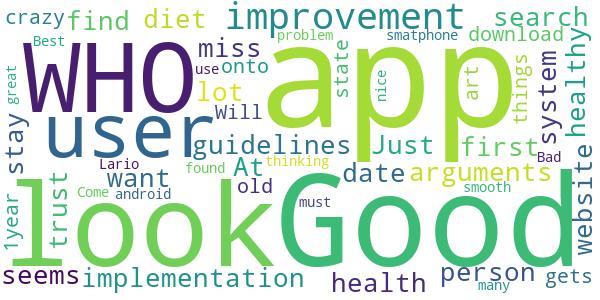 crazy find diet improvement search
Best miss problem smatphone download
WHO app
great lot use onto state nice art things system healthy
user Will
stay guidelines At Just first Bad
Lario want found thinking date arguments
look Good
1year trust Come android old must smooth website
seems implementation health person many gets